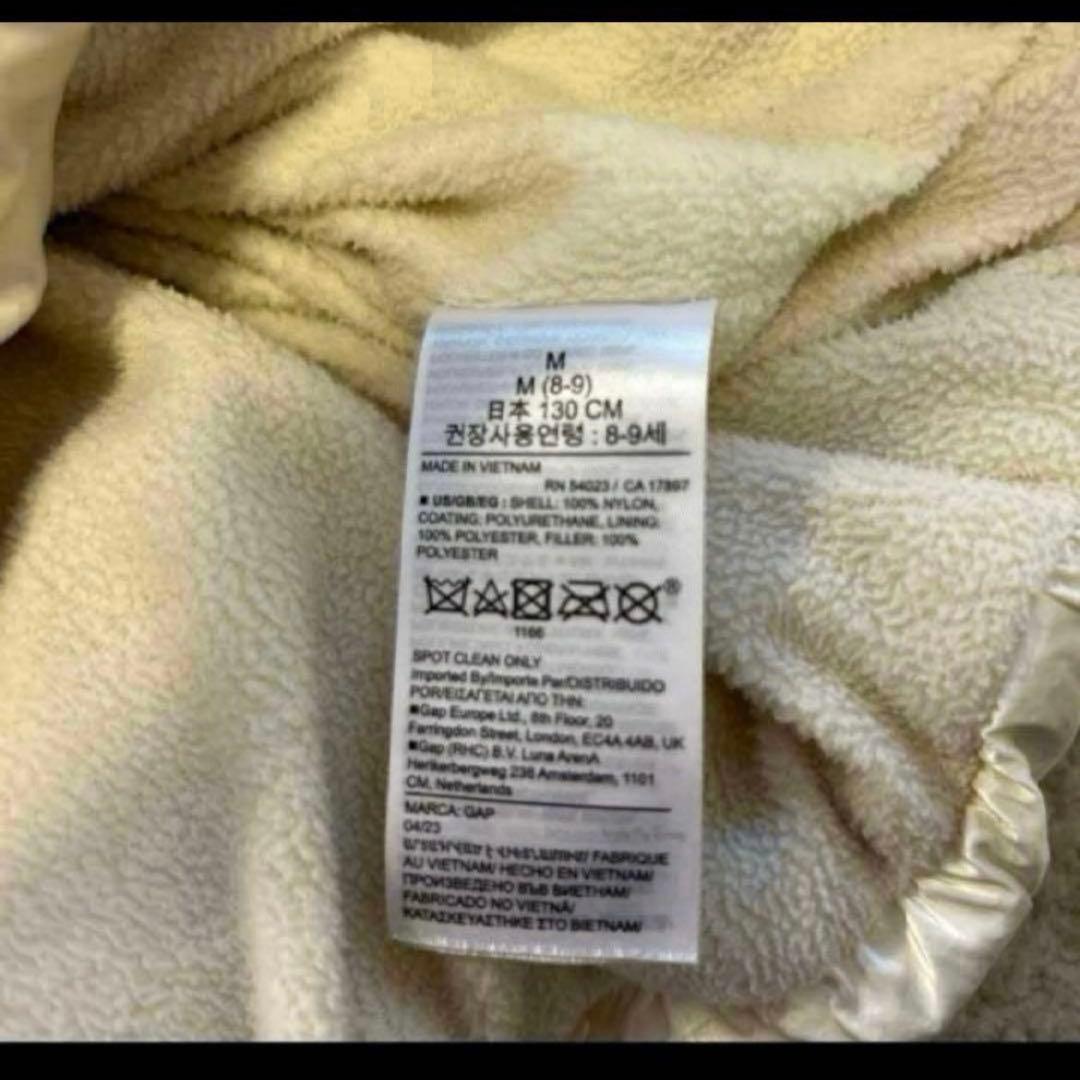 M
M (8-9)
日本 130 CM
권장사용연령 : 8-9세
MADE IN VIETNAM
RN 54023 / CA 17897
■ US/GB/EG : SHELL: 100% NYLON,
COATING: POLYURETHANE, LINING:
100% POLYESTER, FILLER: 100%
POLYESTER
®
1166
SPOT CLEAN ONLY
Imported By/Importe Par/DISTRIBUIDO
POR/ΕΙΣΑΓΕΤΑΙ ΑΠΟ ΤΗΝ:
■Gap Europe Ltd., 6th Floor, 20
Farringdon Street, London, EC4A 4AB, UK
■Gap (RHC) B.V. Luna ArenA
Herikerbergweg 238 Amsterdam, 1101
CM, Netherlands
MARCA: GAP
G4/23
FABRIQUE
AU VIETNAM/ HECHO EN VIETNAM/
ПРОИЗВЕДЕНО ВЪВ ВИЕТНАМ/
FABRICADO NO VIETNÃ/
ΚΑΤΑΣΚΕΥΑΣΤΗΚΕ ΣΤΟ ΒΙΕΤΝΑΜ/